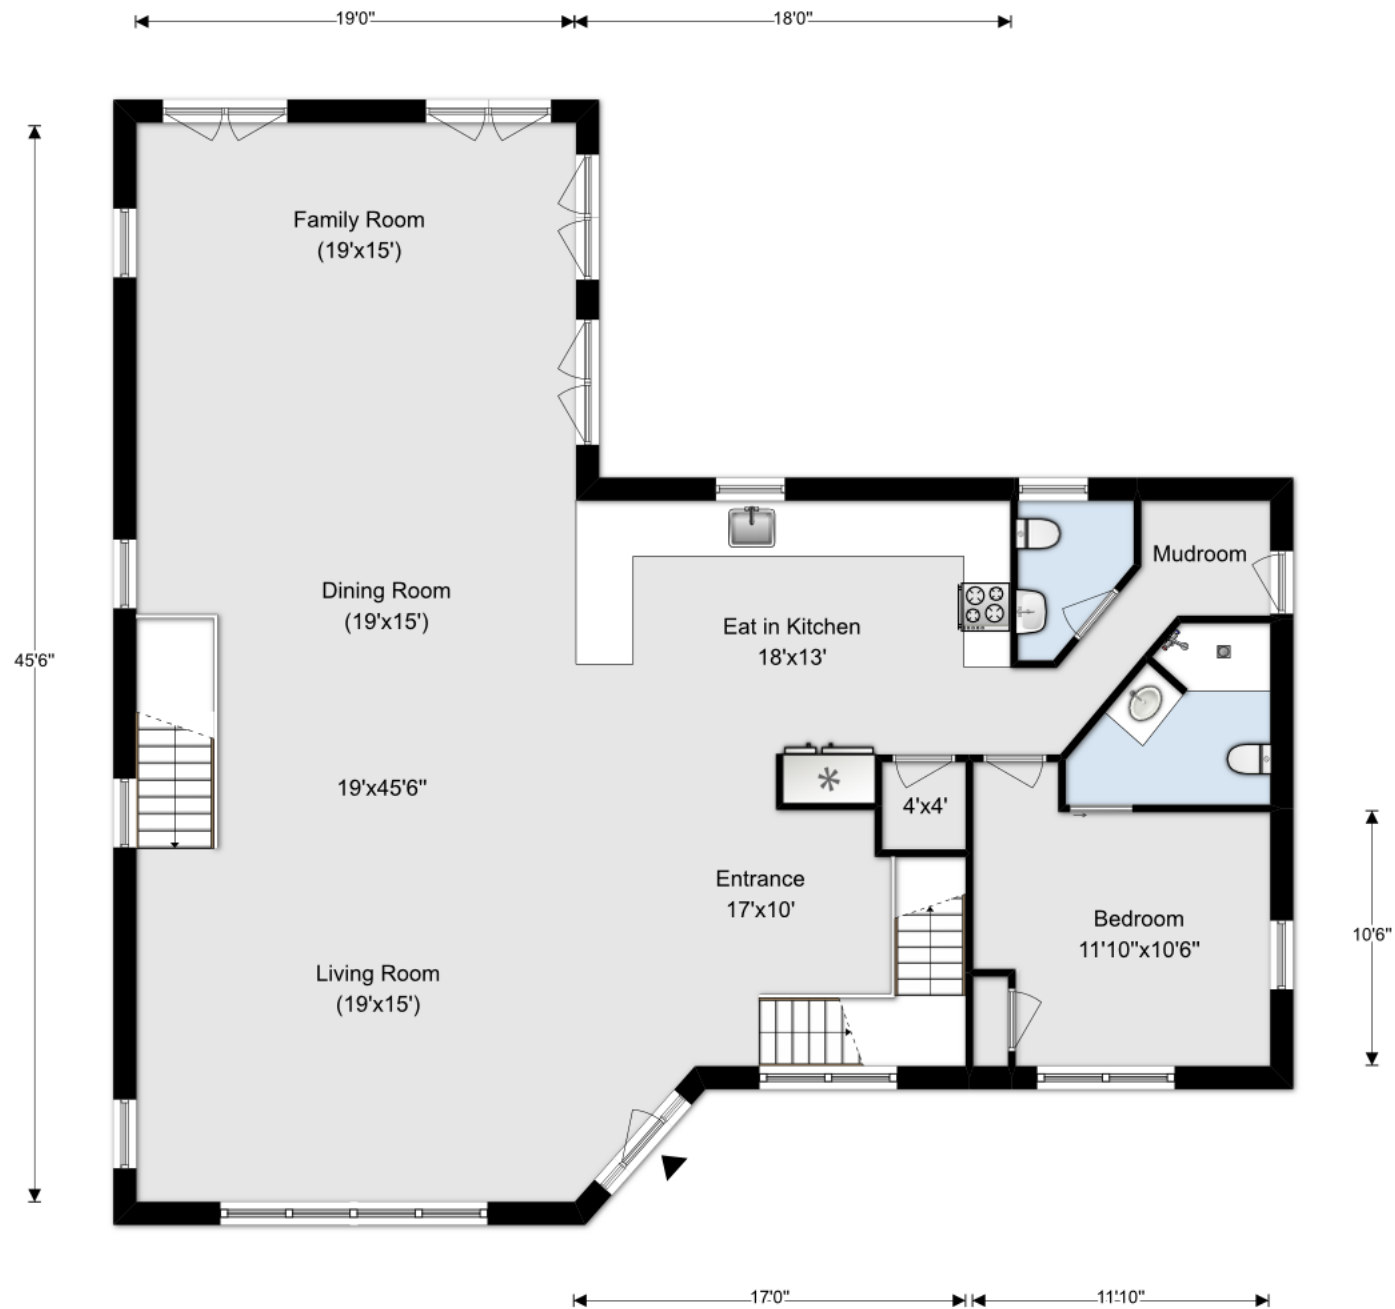 19'0"
18'0"
Family Room
(19'x15')
Mudroom
Dining Room
(19'x15')
Eat in Kitchen
18'x13'
45'6"
19'x45'6"
4'x4'
Entrance
17'x10'
Bedroom
11'10"x10'6"
10'6"
Living Room
(19'x15')
17'0"
11'10"